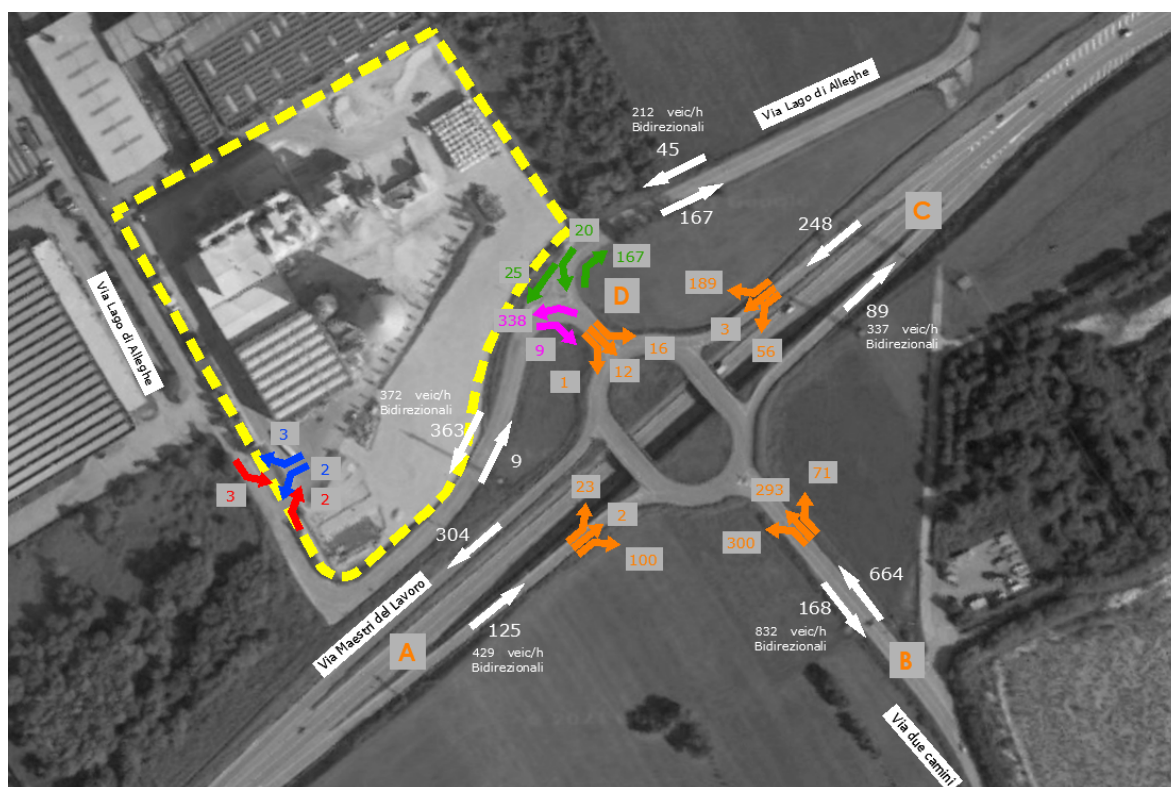 Via Lago di Alleghe
212 veic/h
Bidirezionali
45
167
C
248
20
167
25
D
189
338
9
3
56
16
12
1
89
337 veic/h
Bidirezionali
Via Lago di Alleghe
372 veic/h
Bidirezionali
363
9
3
2
3
2
23
2
100
71
293
300
304
Via Maestri del Lavoro
A
125
429 veic/h
Bidirezionali
664
168
832 veic/h
Bidirezionali
B
Via due camini